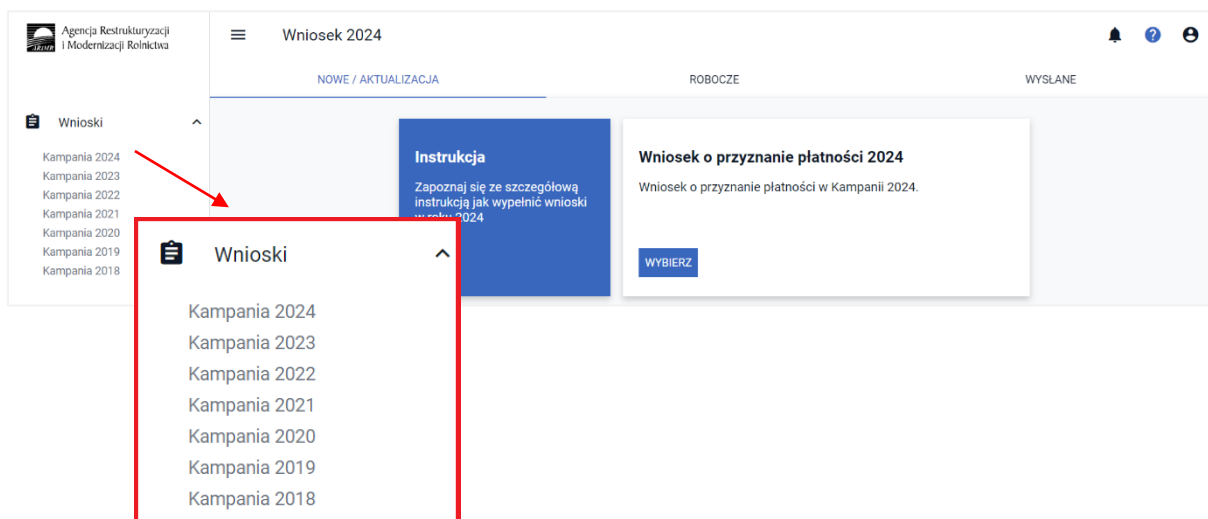 Agencja Restrukturyzacji
i Modernizacji Rolnictwa
ARiMR
Wniosek 2024
NOWE / AKTUALIZACJA
ROBOCZE
WYSŁANE
Wnioski
Kampania 2024
Kampania 2023
Kampania 2022
Kampania 2021
Kampania 2020
Kampania 2019
Kampania 2018
Instrukcja
Zapoznaj się ze szczegółową
instrukcją jak wypełnić wnioski
w roku 2024
Wniosek o przyznanie płatności 2024
Wniosek o przyznanie płatności w Kampanii 2024.
WYBIERZ
Wnioski
Kampania 2024
Kampania 2023
Kampania 2022
Kampania 2021
Kampania 2020
Kampania 2019
Kampania 2018